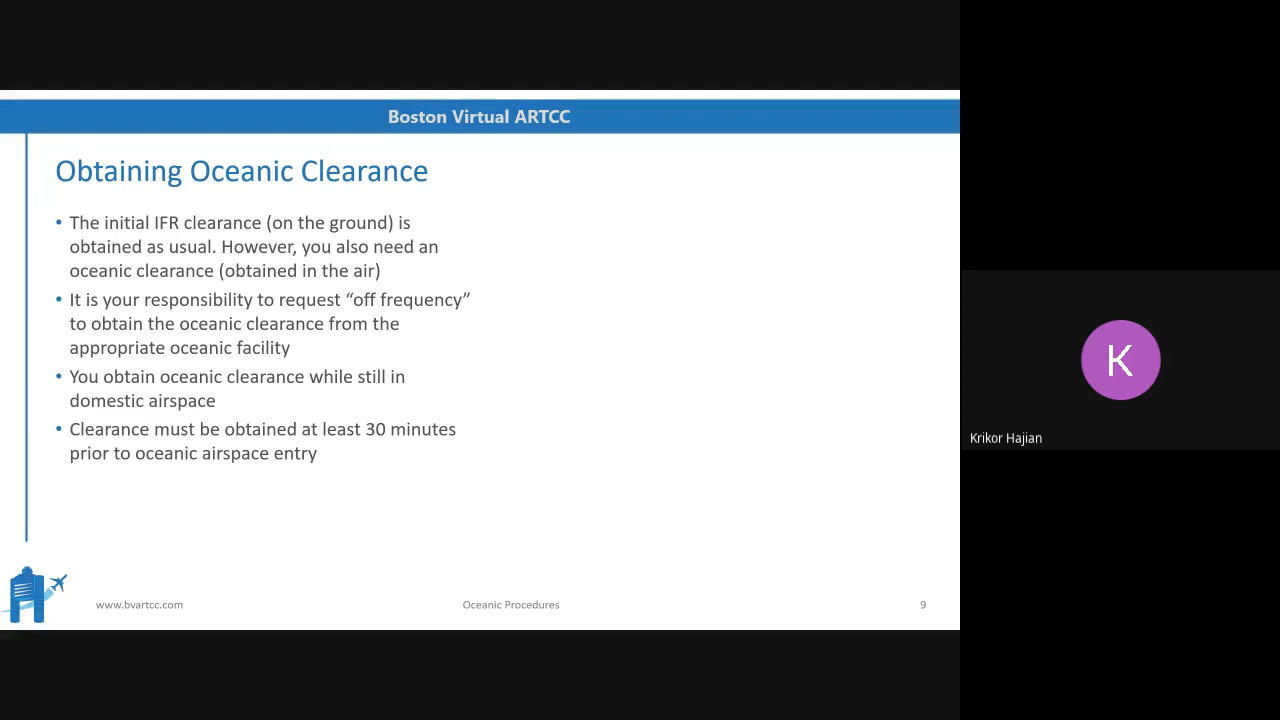 Boston Virtual ARTCC
Obtaining Oceanic Clearance
• The initial IFR clearance (on the ground) is
obtained as usual. However, you also need an
oceanic clearance (obtained in the air)
• It is your responsibility to request “off frequency”
to obtain the oceanic clearance from the
appropriate oceanic facility
• You obtain oceanic clearance while still in
domestic airspace
• Clearance must be obtained at least 30 minutes
prior to oceanic airspace entry
www.bvartcc.com
Oceanic Procedures
9
K
Krikor Hajian